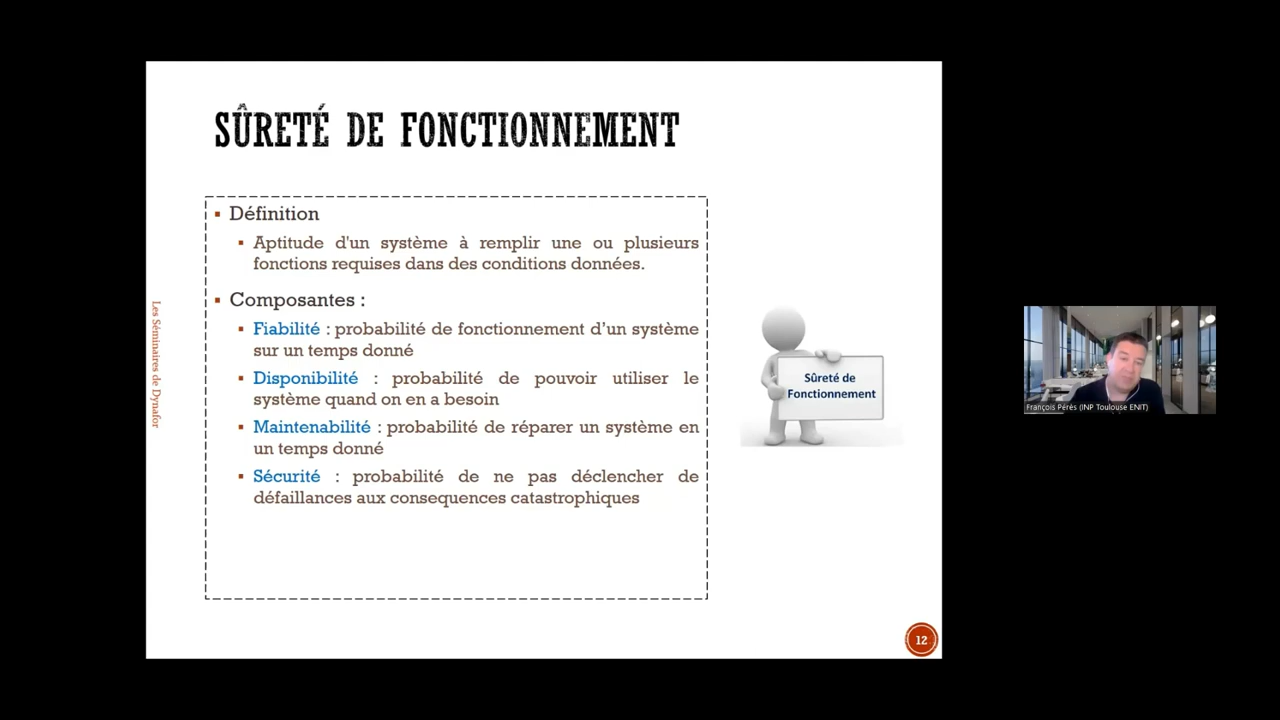 SÛRETÉ DE FONCTIONNEMENT
Définition
Aptitude d'un système à remplir une ou plusieurs
fonctions requises dans des conditions données.
Composantes :
Fiabilité : probabilité de fonctionnement d’un système
sur un temps donné
Disponibilité : probabilité de pouvoir utiliser le
système quand on en a besoin
Maintenabilité : probabilité de réparer un système en
un temps donné
Sécurité : probabilité de ne pas déclencher de
défaillances aux consequences catastrophiques
Les Séminaires de Dynafor
Sûreté de
Fonctionnement
12
François Pérès (INP Toulouse ENIT)